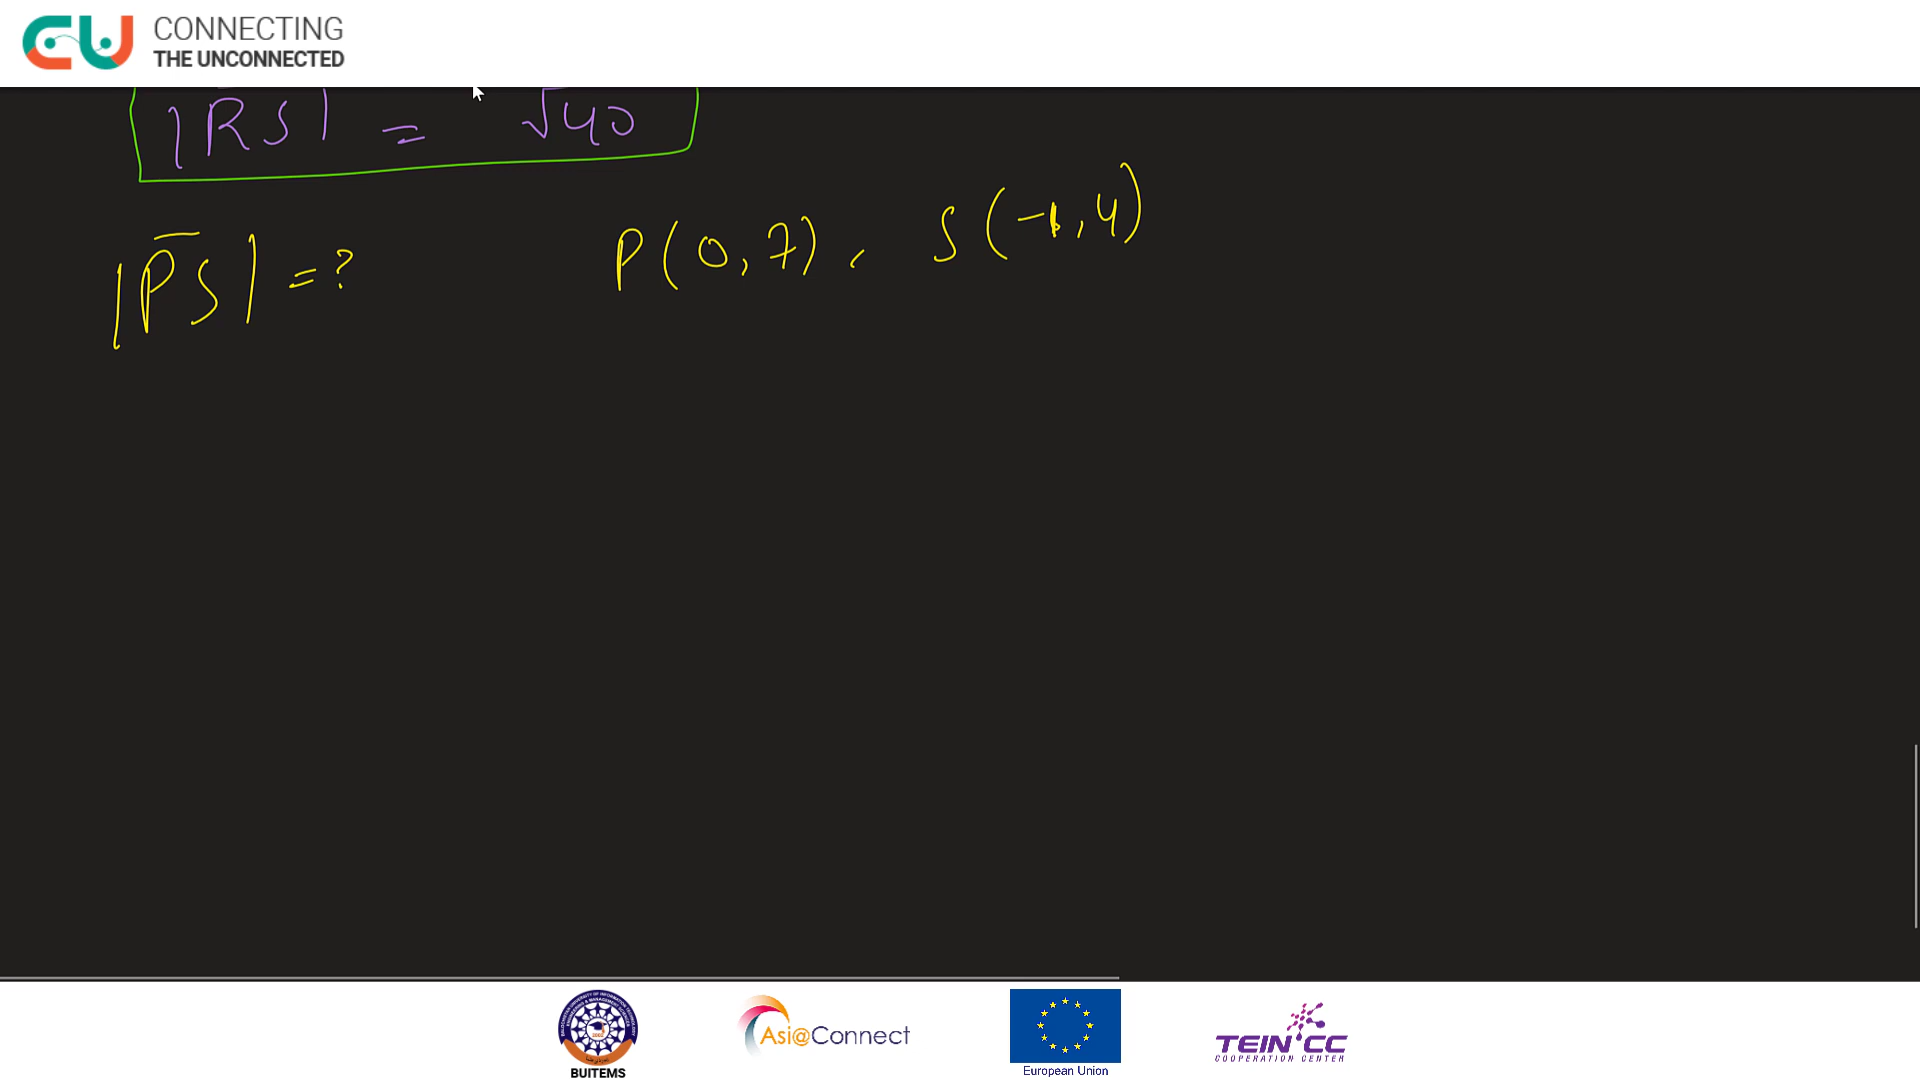 CONNECTING
THE UNCONNECTED
|RS| = √40
|PS| = ? P(0,7), S(-1,4)
BUITEMS
Asi@Connect
European Union
TEIN*CC
COOPERATION CENTER